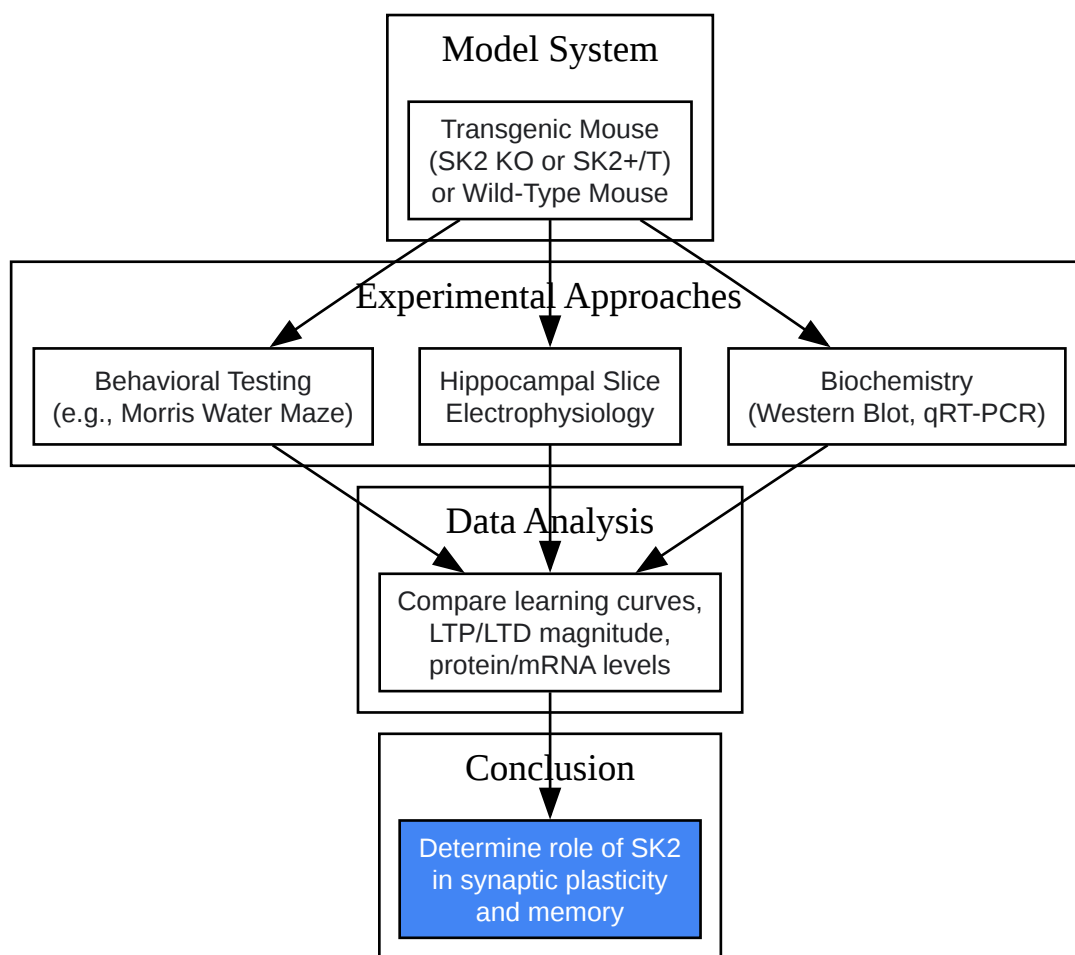 Model System
Transgenic Mouse
(SK2 KO or SK2+/T)
or Wild-Type Mouse
Experimental Approaches
Behavioral Testing
(e.g., Morris Water Maze)
Hippocampal Slice
Electrophysiology
Biochemistry
(Western Blot, qRT-PCR)
Data Analysis
Compare learning curves,
LTP/LTD magnitude,
protein/mRNA levels
Conclusion
Determine role of SK2
in synaptic plasticity
and memory